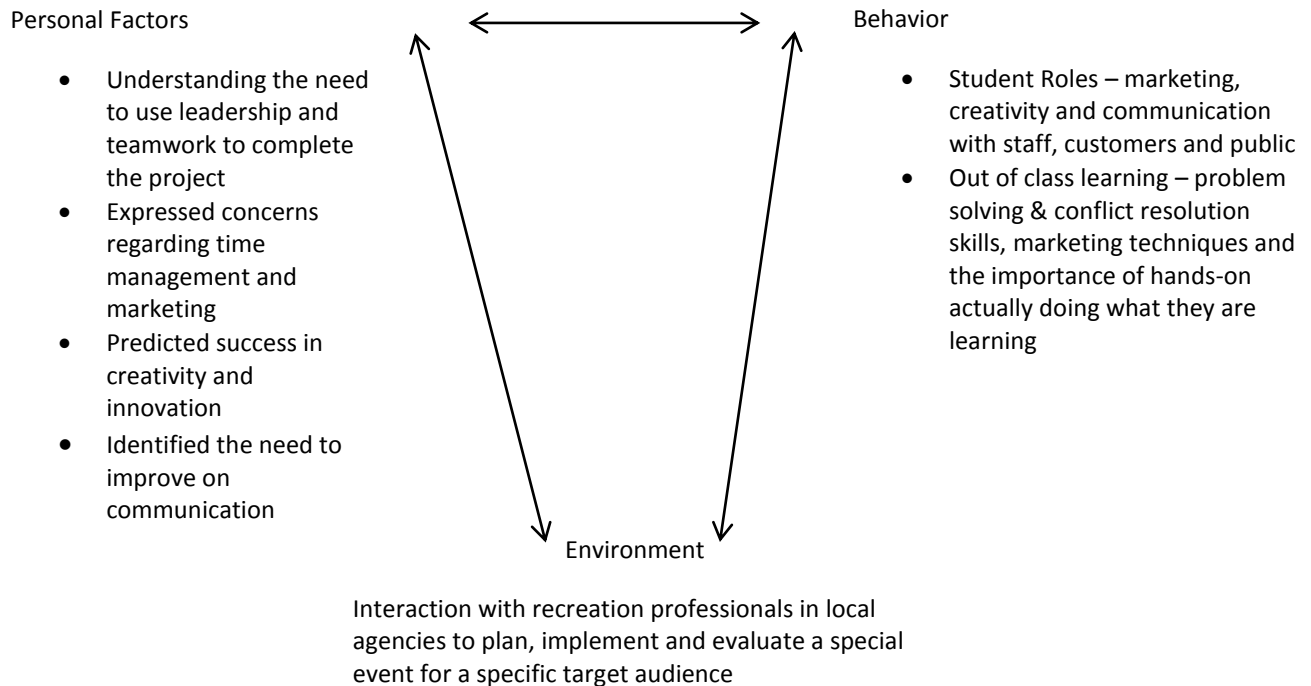 Personal Factors
• Understanding the need
to use leadership and
teamwork to complete
the project
• Expressed concerns
regarding time
management and
marketing
• Predicted success in
creativity and
innovation
• Identified the need to
improve on
communication
Behavior
• Student Roles – marketing,
creativity and communication
with staff, customers and public
• Out of class learning – problem
solving & conflict resolution
skills, marketing techniques and
the importance of hands-on
actually doing what they are
learning
Environment
Interaction with recreation professionals in local
agencies to plan, implement and evaluate a special
event for a specific target audience